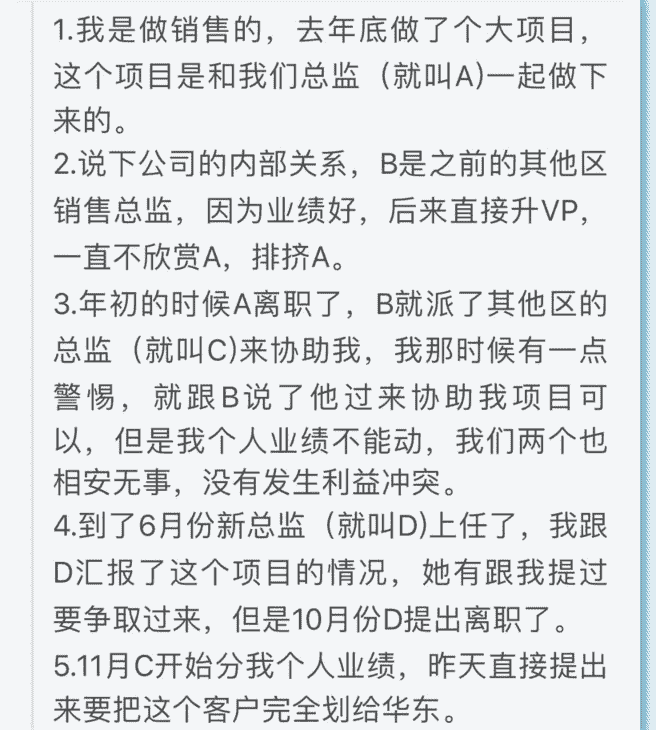 1.我是做销售的，去年底做了个大项目，
这个项目是和我们总监（就叫A)一起做下
来的。
2.说下公司的内部关系，B是之前的其他区
销售总监，因为业绩好，后来直接升VP，
一直不欣赏A，排挤A。
3.年初的时候A离职了，B就派了其他区的
总监（就叫C)来协助我，我那时候有一点
警惕，就跟B说了他过来协助我项目可
以，但是我个人业绩不能动，我们两个也
相安无事，没有发生利益冲突。
4.到了6月份新总监（就叫D)上任了，我跟
D汇报了这个项目的情况，她有跟我提过
要争取过来，但是10月份D提出离职了。
5.11月C开始分我个人业绩，昨天直接提出
来要把这个客户完全划给华东。